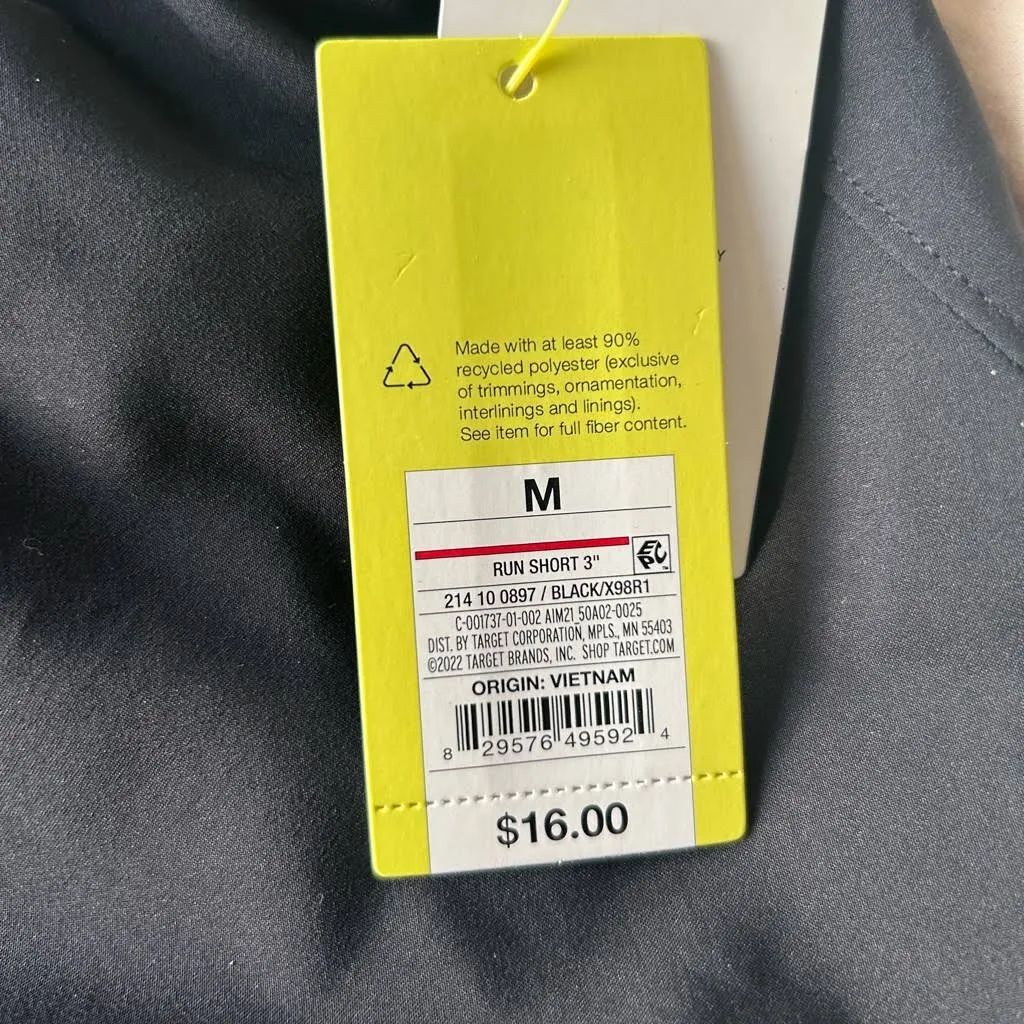 Made with at least 90%
recycled polyester (exclusive
of trimmings, ornamentation,
interlinings and linings).
See item for full fiber content.
M
RUN SHORT 3"
EPC
214 10 0897 / BLACK/X98R1
C-001737-01-002 AIM21_50A02-0025
DIST. BY TARGET CORPORATION, MPLS., MN 55403
©2022 TARGET BRANDS, INC. SHOP TARGET.COM
ORIGIN: VIETNAM
8 29576 49592 4
$16.00
Y